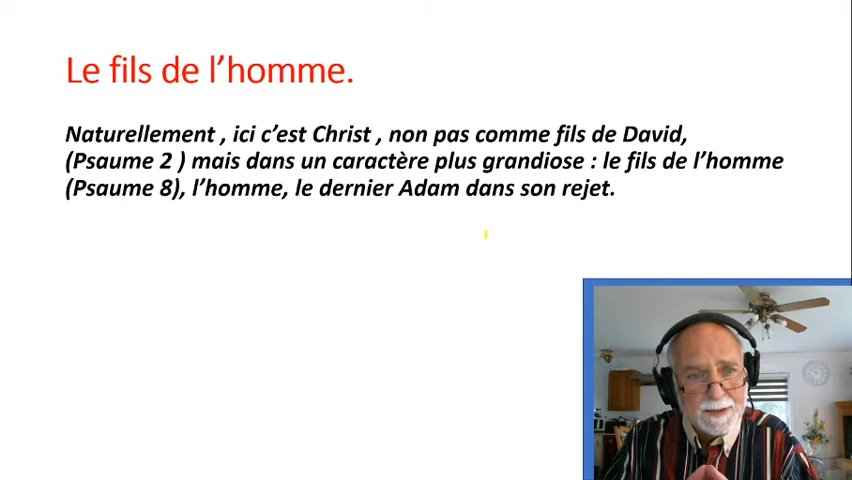 Le fils de l’homme.
Naturellement , ici c’est Christ , non pas comme fils de David,
(Psaume 2 ) mais dans un caractère plus grandiose : le fils de l’homme
(Psaume 8), l’homme, le dernier Adam dans son rejet.